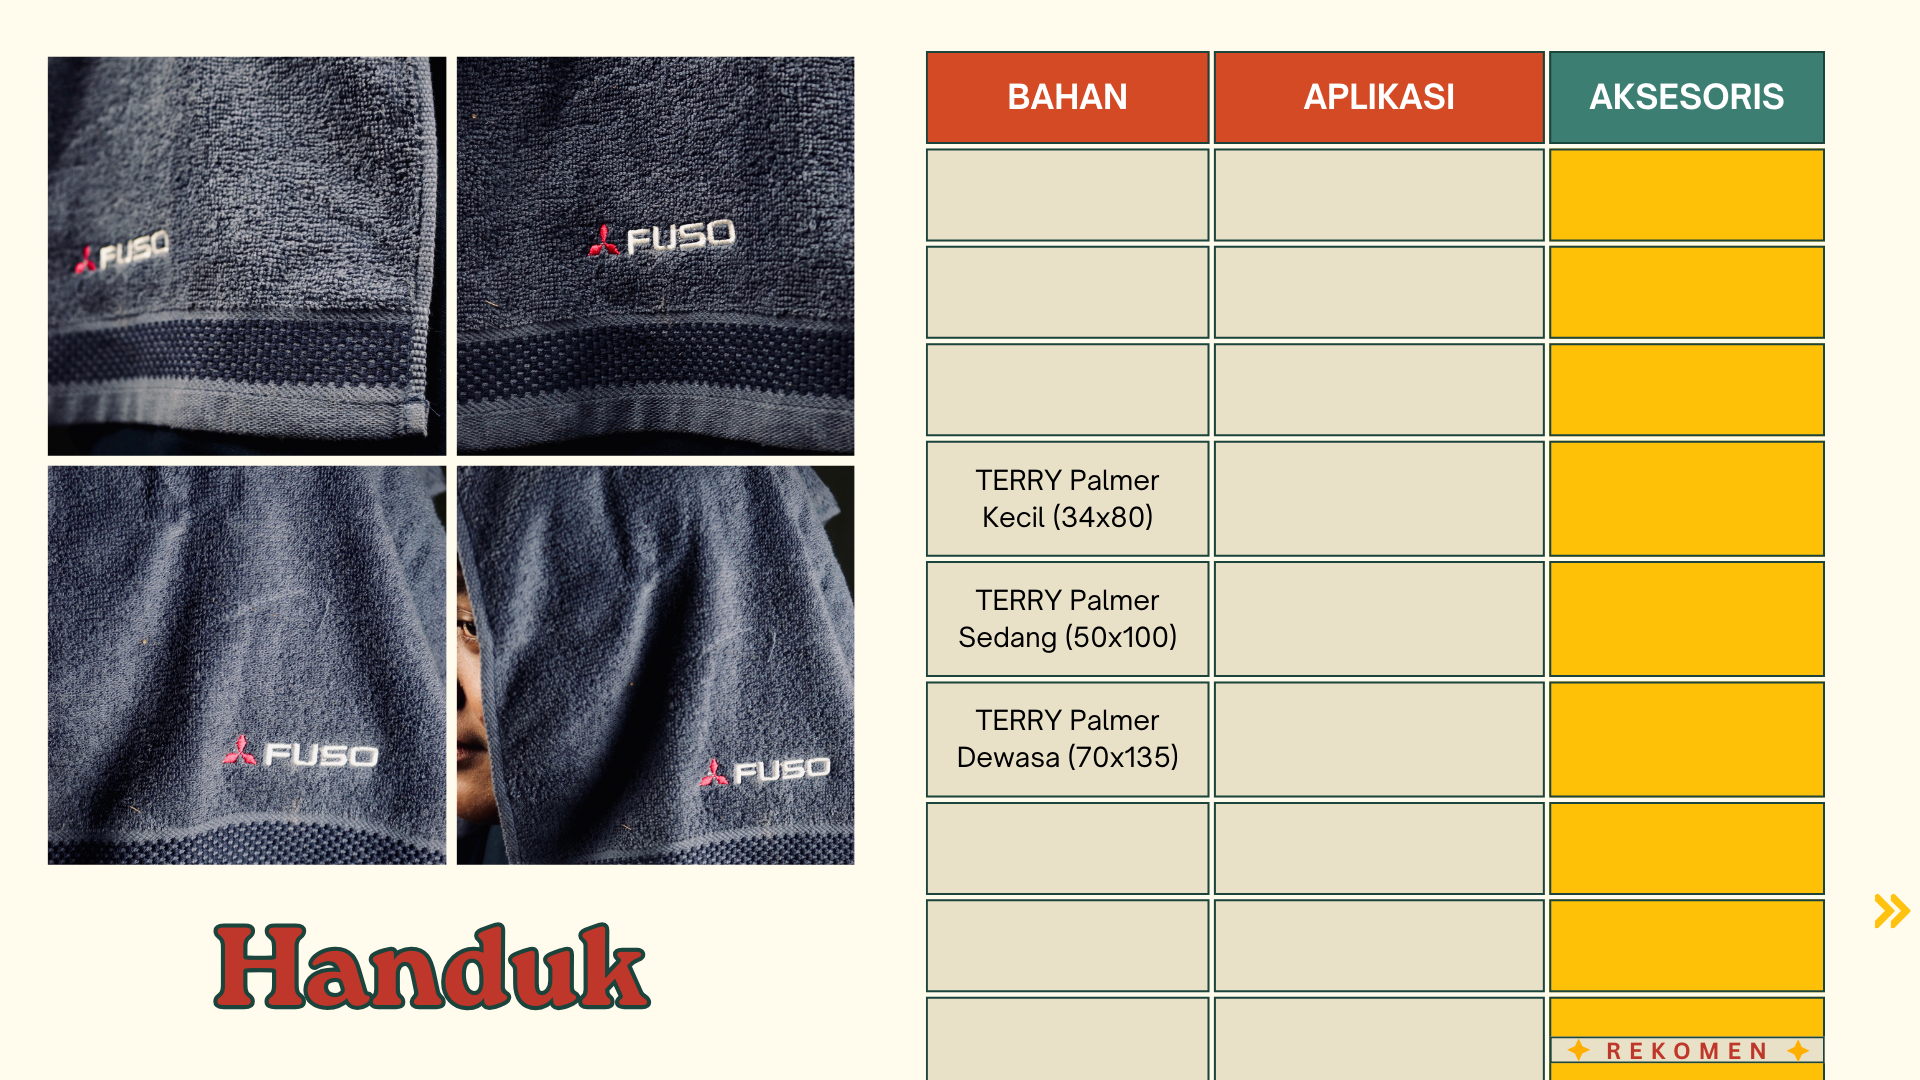 FUSO
FUSO
FUSO
FUSO
Handuk
BAHAN
APLIKASI
AKSESORIS
TERRY Palmer
Kecil (34x80)
TERRY Palmer
Sedang (50x100)
TERRY Palmer
Dewasa (70x135)
REKOMEN